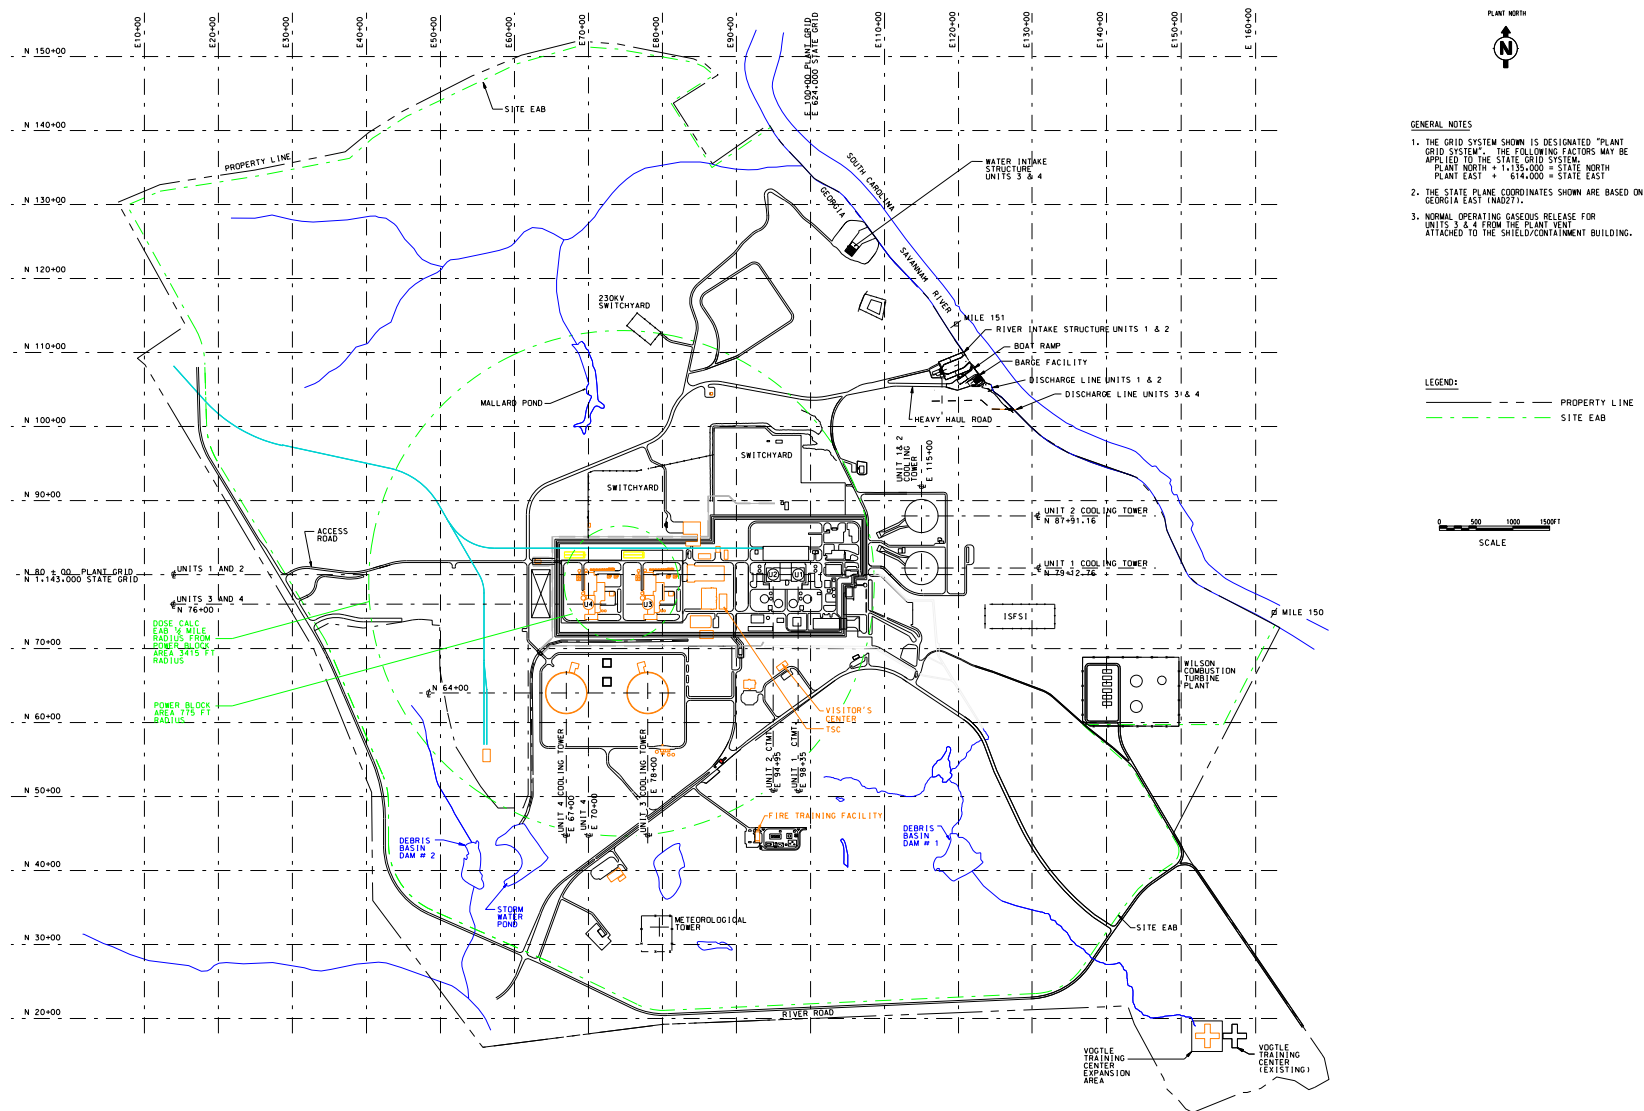 E10+00
E20+00
E30+00
E40+00
E50+00
E60+00
E70+00
E80+00
E90+00
E 100+00 PLANT GRID
E 624,000 STATE GRID
E110+00
E120+00
E130+00
E140+00
E150+00
E 160+00
PLANT NORTH
N
N 150+00
N 140+00
N 130+00
N 120+00
N 110+00
N 100+00
N 90+00
N 80 ± 00 PLANT GRID
N 1,143,000 STATE GRID
N 70+00
N 60+00
N 50+00
N 40+00
N 30+00
N 20+00
GENERAL NOTES
1. THE GRID SYSTEM SHOWN IS DESIGNATED "PLANT
GRID SYSTEM". THE FOLLOWING FACTORS MAY BE
APPLIED TO THE STATE GRID SYSTEM.
PLANT NORTH + 1,135,000 = STATE NORTH
PLANT EAST + 614,000 = STATE EAST
2. THE STATE PLANE COORDINATES SHOWN ARE BASED ON
GEORGIA EAST (NAD27).
3. NORMAL OPERATING GASEOUS RELEASE FOR
UNITS 3 & 4 FROM THE PLANT VENT
ATTACHED TO THE SHIELD/CONTAINMENT BUILDING.
LEGEND:
PROPERTY LINE
SITE EAB
0 500 1000 1500FT
SCALE
SITE EAB
PROPERTY LINE
SOUTH CAROLINA
GEORGIA
SAVANNAH RIVER
WATER INTAKE
STRUCTURE
UNITS 3 & 4
230KV
SWITCHYARD
MILE 151
RIVER INTAKE STRUCTURE UNITS 1 & 2
BOAT RAMP
BARGE FACILITY
DISCHARGE LINE UNITS 1 & 2
DISCHARGE LINE UNITS 3 & 4
HEAVY HAUL ROAD
MALLARD POND
SWITCHYARD
SWITCHYARD
UNIT 1& 2
COOLING
TOWER
E 115+00
UNIT 2 COOLING TOWER
N 87+91.16
UNIT 1 COOLING TOWER
N 79+12.76
ACCESS
ROAD
UNITS 1 AND 2
UNITS 3 AND 4
N 76+00
U4
U3
U2
U1
ISFSI
MILE 150
DOSE CALC
EAB ½ MILE
RADIUS FROM
POWER BLOCK
AREA 3415 FT
RADIUS
POWER BLOCK
AREA 775 FT
RADIUS
N 64+00
WILSON
COMBUSTION
TURBINE
PLANT
VISITOR'S
CENTER
TSC
UNIT 4 COOLING TOWER
E 67+00
UNIT 4
E 70+00
UNIT 3 COOLING TOWER
E 78+00
UNIT 2 CTMT.
E 94+95
UNIT 1 CTMT.
E 98+35
FIRE TRAINING FACILITY
DEBRIS
BASIN
DAM # 2
DEBRIS
BASIN
DAM # 1
STORM
WATER
POND
METEOROLOGICAL
TOWER
SITE EAB
RIVER ROAD
VOGTLE
TRAINING
CENTER
EXPANSION
AREA
VOGTLE
TRAINING
CENTER
(EXISTING)